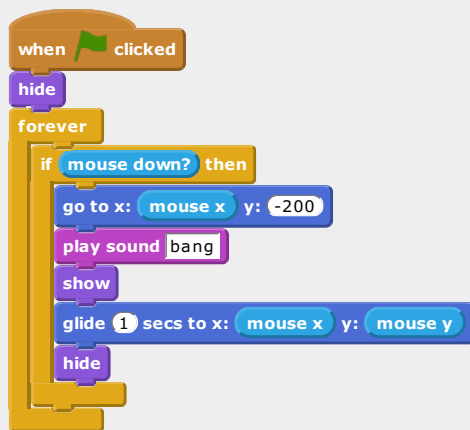 when clicked
hide
forever
if mouse down? then
go to x: mouse x y: -200
play sound bang
show
glide 1 secs to x: mouse x y: mouse y
hide